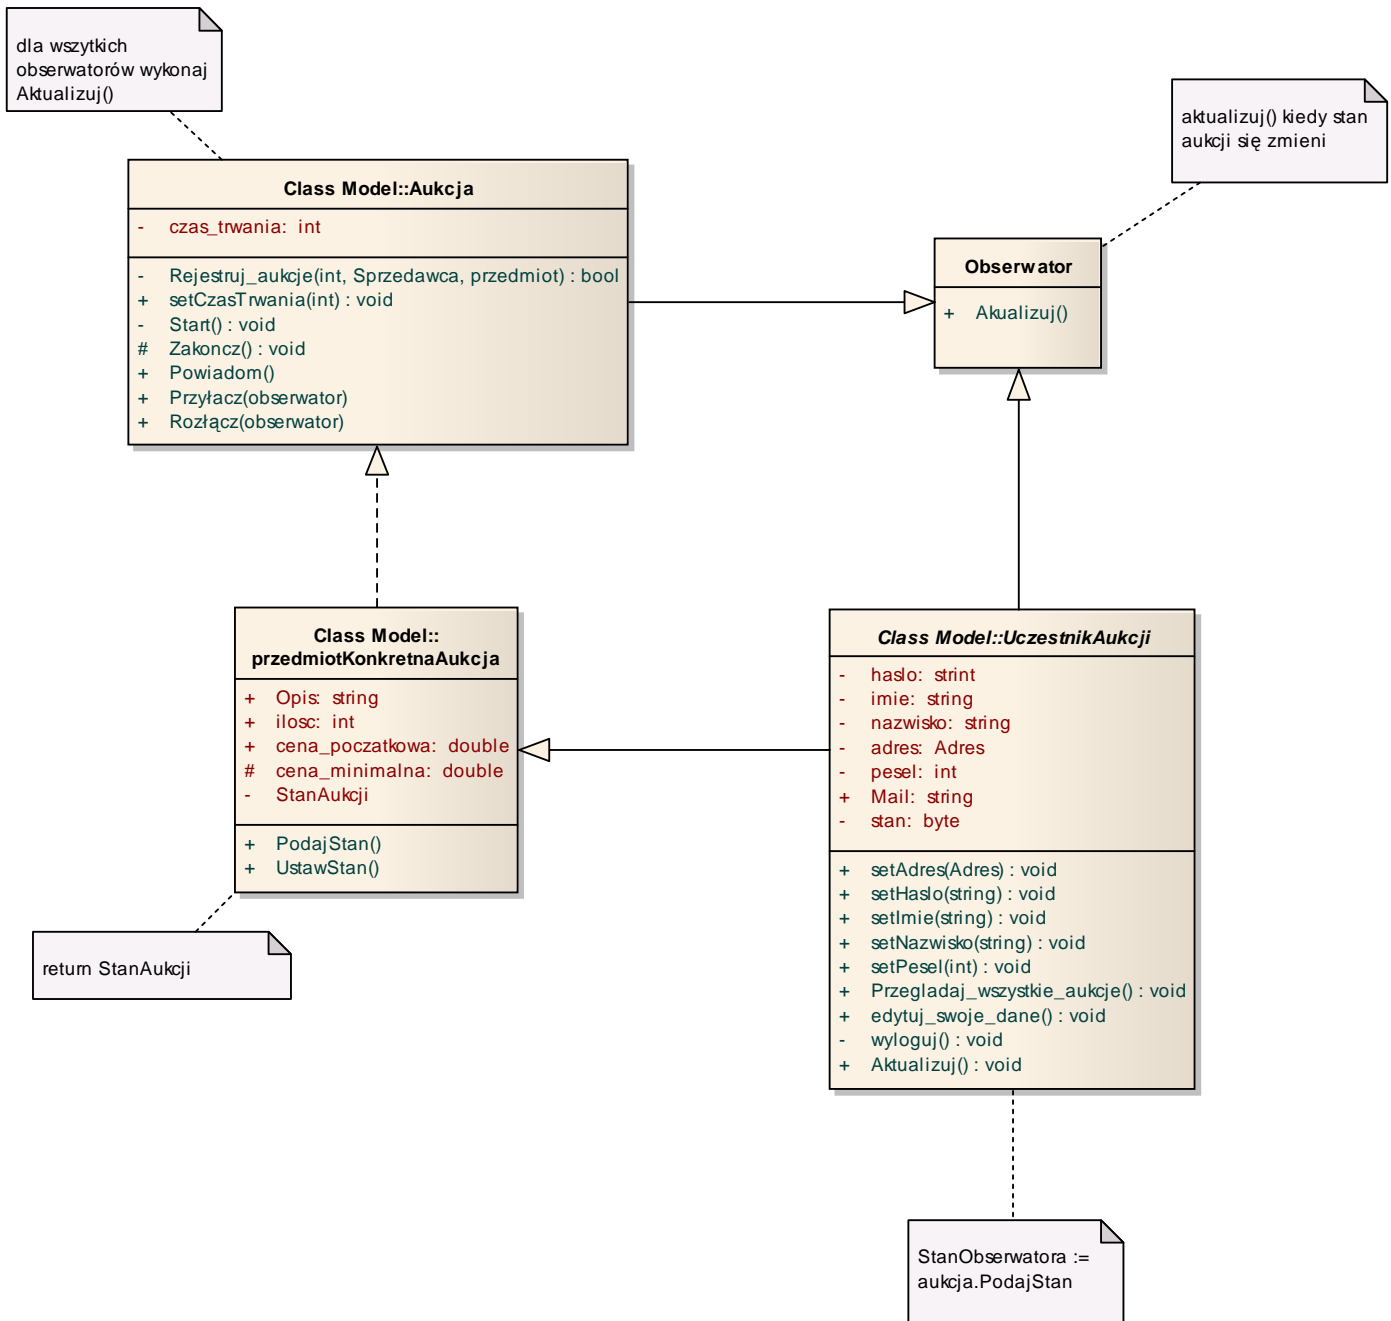 dla wszytkich
obserwatorów wykonaj
Aktualizuj()
aktualizuj() kiedy stan
aukcji się zmieni
Class Model::Aukcja
- czas_trwania: int
- Rejestruj_aukcje(int, Sprzedawca, przedmiot) : bool
+ setCzasTrwania(int) : void
- Start() : void
# Zakoncz() : void
+ Powiadom()
+ Przyłacz(obserwator)
+ Rozłącz(obserwator)
Obserwator
+ Akualizuj()
Class Model::
przedmiotKonkretnaAukcja
+ Opis: string
+ ilosc: int
+ cena_poczatkowa: double
# cena_minimalna: double
- StanAukcji
+ PodajStan()
+ UstawStan()
return StanAukcji
Class Model::UczestnikAukcji
- haslo: strint
- imie: string
- nazwisko: string
- adres: Adres
- pesel: int
+ Mail: string
- stan: byte
+ setAdres(Adres) : void
+ setHaslo(string) : void
+ setImie(string) : void
+ setNazwisko(string) : void
+ setPesel(int) : void
+ Przegladaj_wszystkie_aukcje() : void
+ edytuj_swoje_dane() : void
- wyloguj() : void
+ Aktualizuj() : void
StanObserwatora :=
aukcja.PodajStan